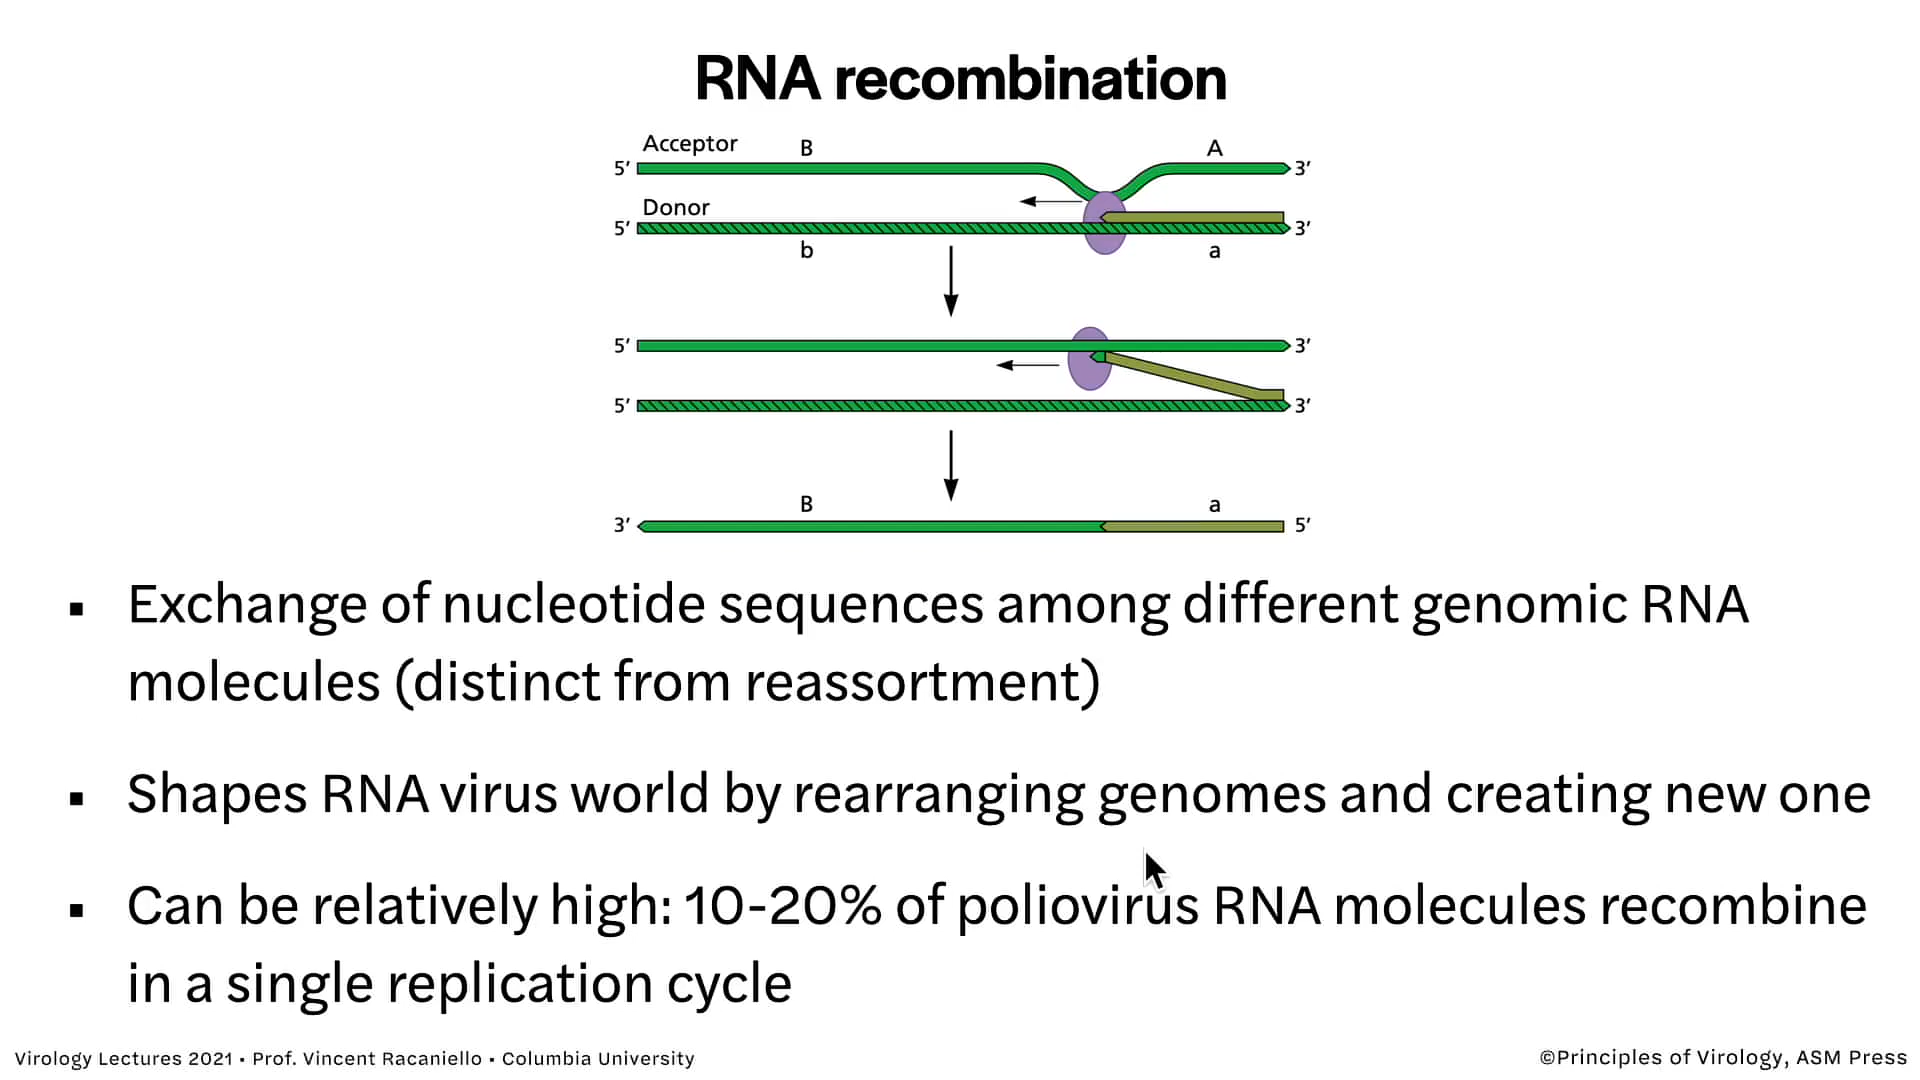 RNA recombination
Acceptor B A
5’ 3’
Donor
5’ 3’
b a
5’ 3’
5’ 3’
B a
3’ 5’
▪ Exchange of nucleotide sequences among different genomic RNA
molecules (distinct from reassortment)
▪ Shapes RNA virus world by rearranging genomes and creating new one
▪ Can be relatively high: 10-20% of poliovirus RNA molecules recombine
in a single replication cycle
Virology Lectures 2021 • Prof. Vincent Racaniello • Columbia University
©Principles of Virology, ASM Press